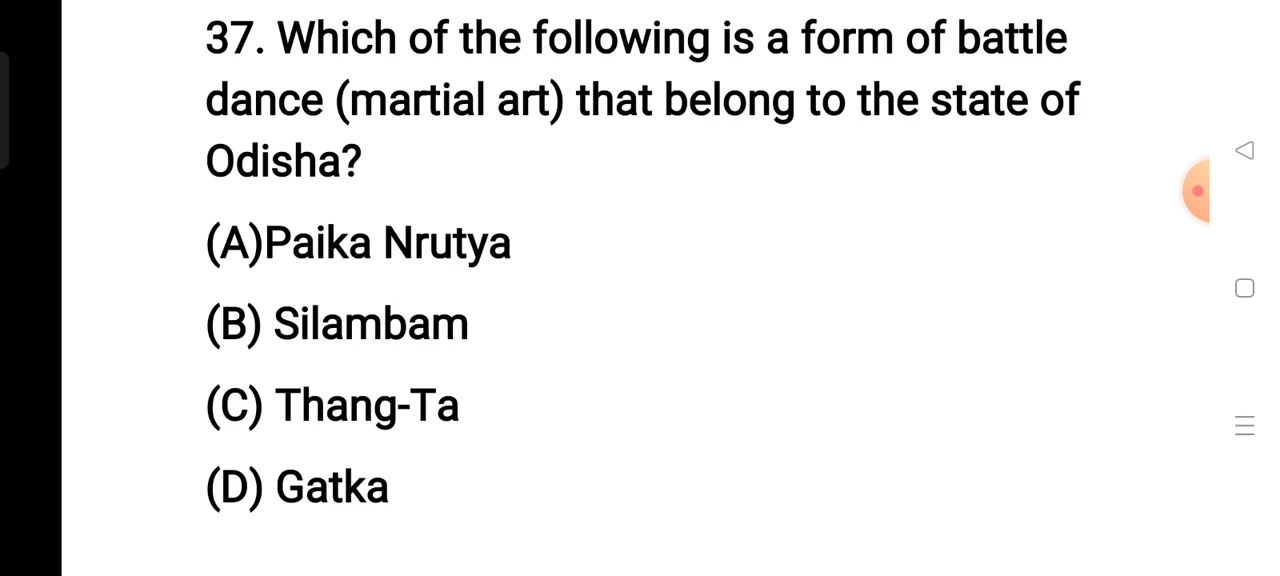 37. Which of the following is a form of battle
dance (martial art) that belong to the state of
Odisha?
(A)Paika Nrutya
(B) Silambam
(C) Thang-Ta
(D) Gatka